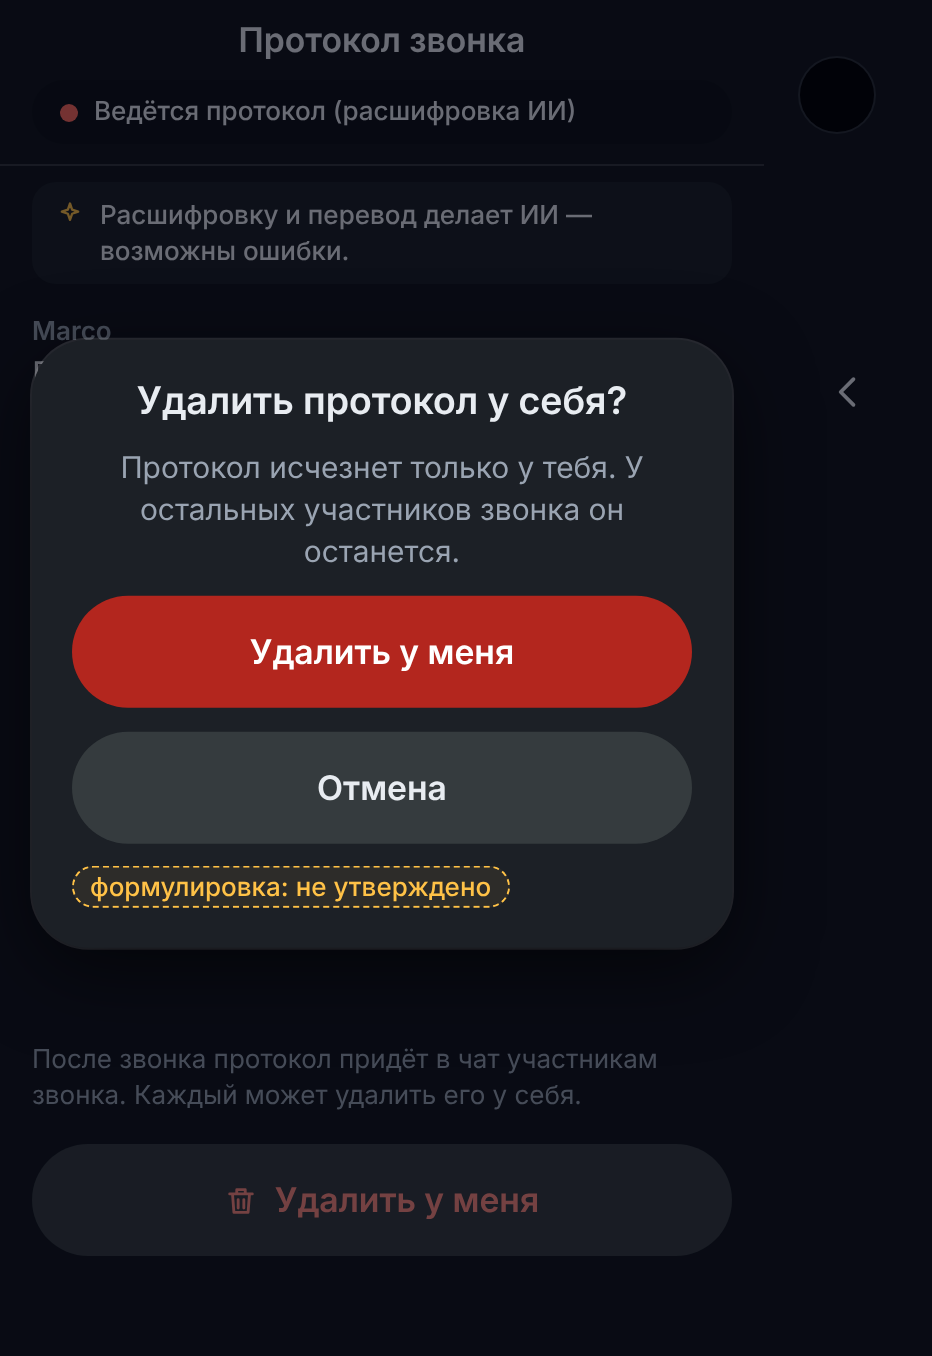 Протокол звонка
Ведётся протокол (расшифровка ИИ)
Расшифровку и перевод делает ИИ —
возможны ошибки.
Marco
Удалить протокол у себя?
Протокол исчезнет только у тебя. У
остальных участников звонка он
останется.
Удалить у меня
Отмена
формулировка: не утверждено
После звонка протокол придёт в чат участникам
звонка. Каждый может удалить его у себя.
Удалить у меня